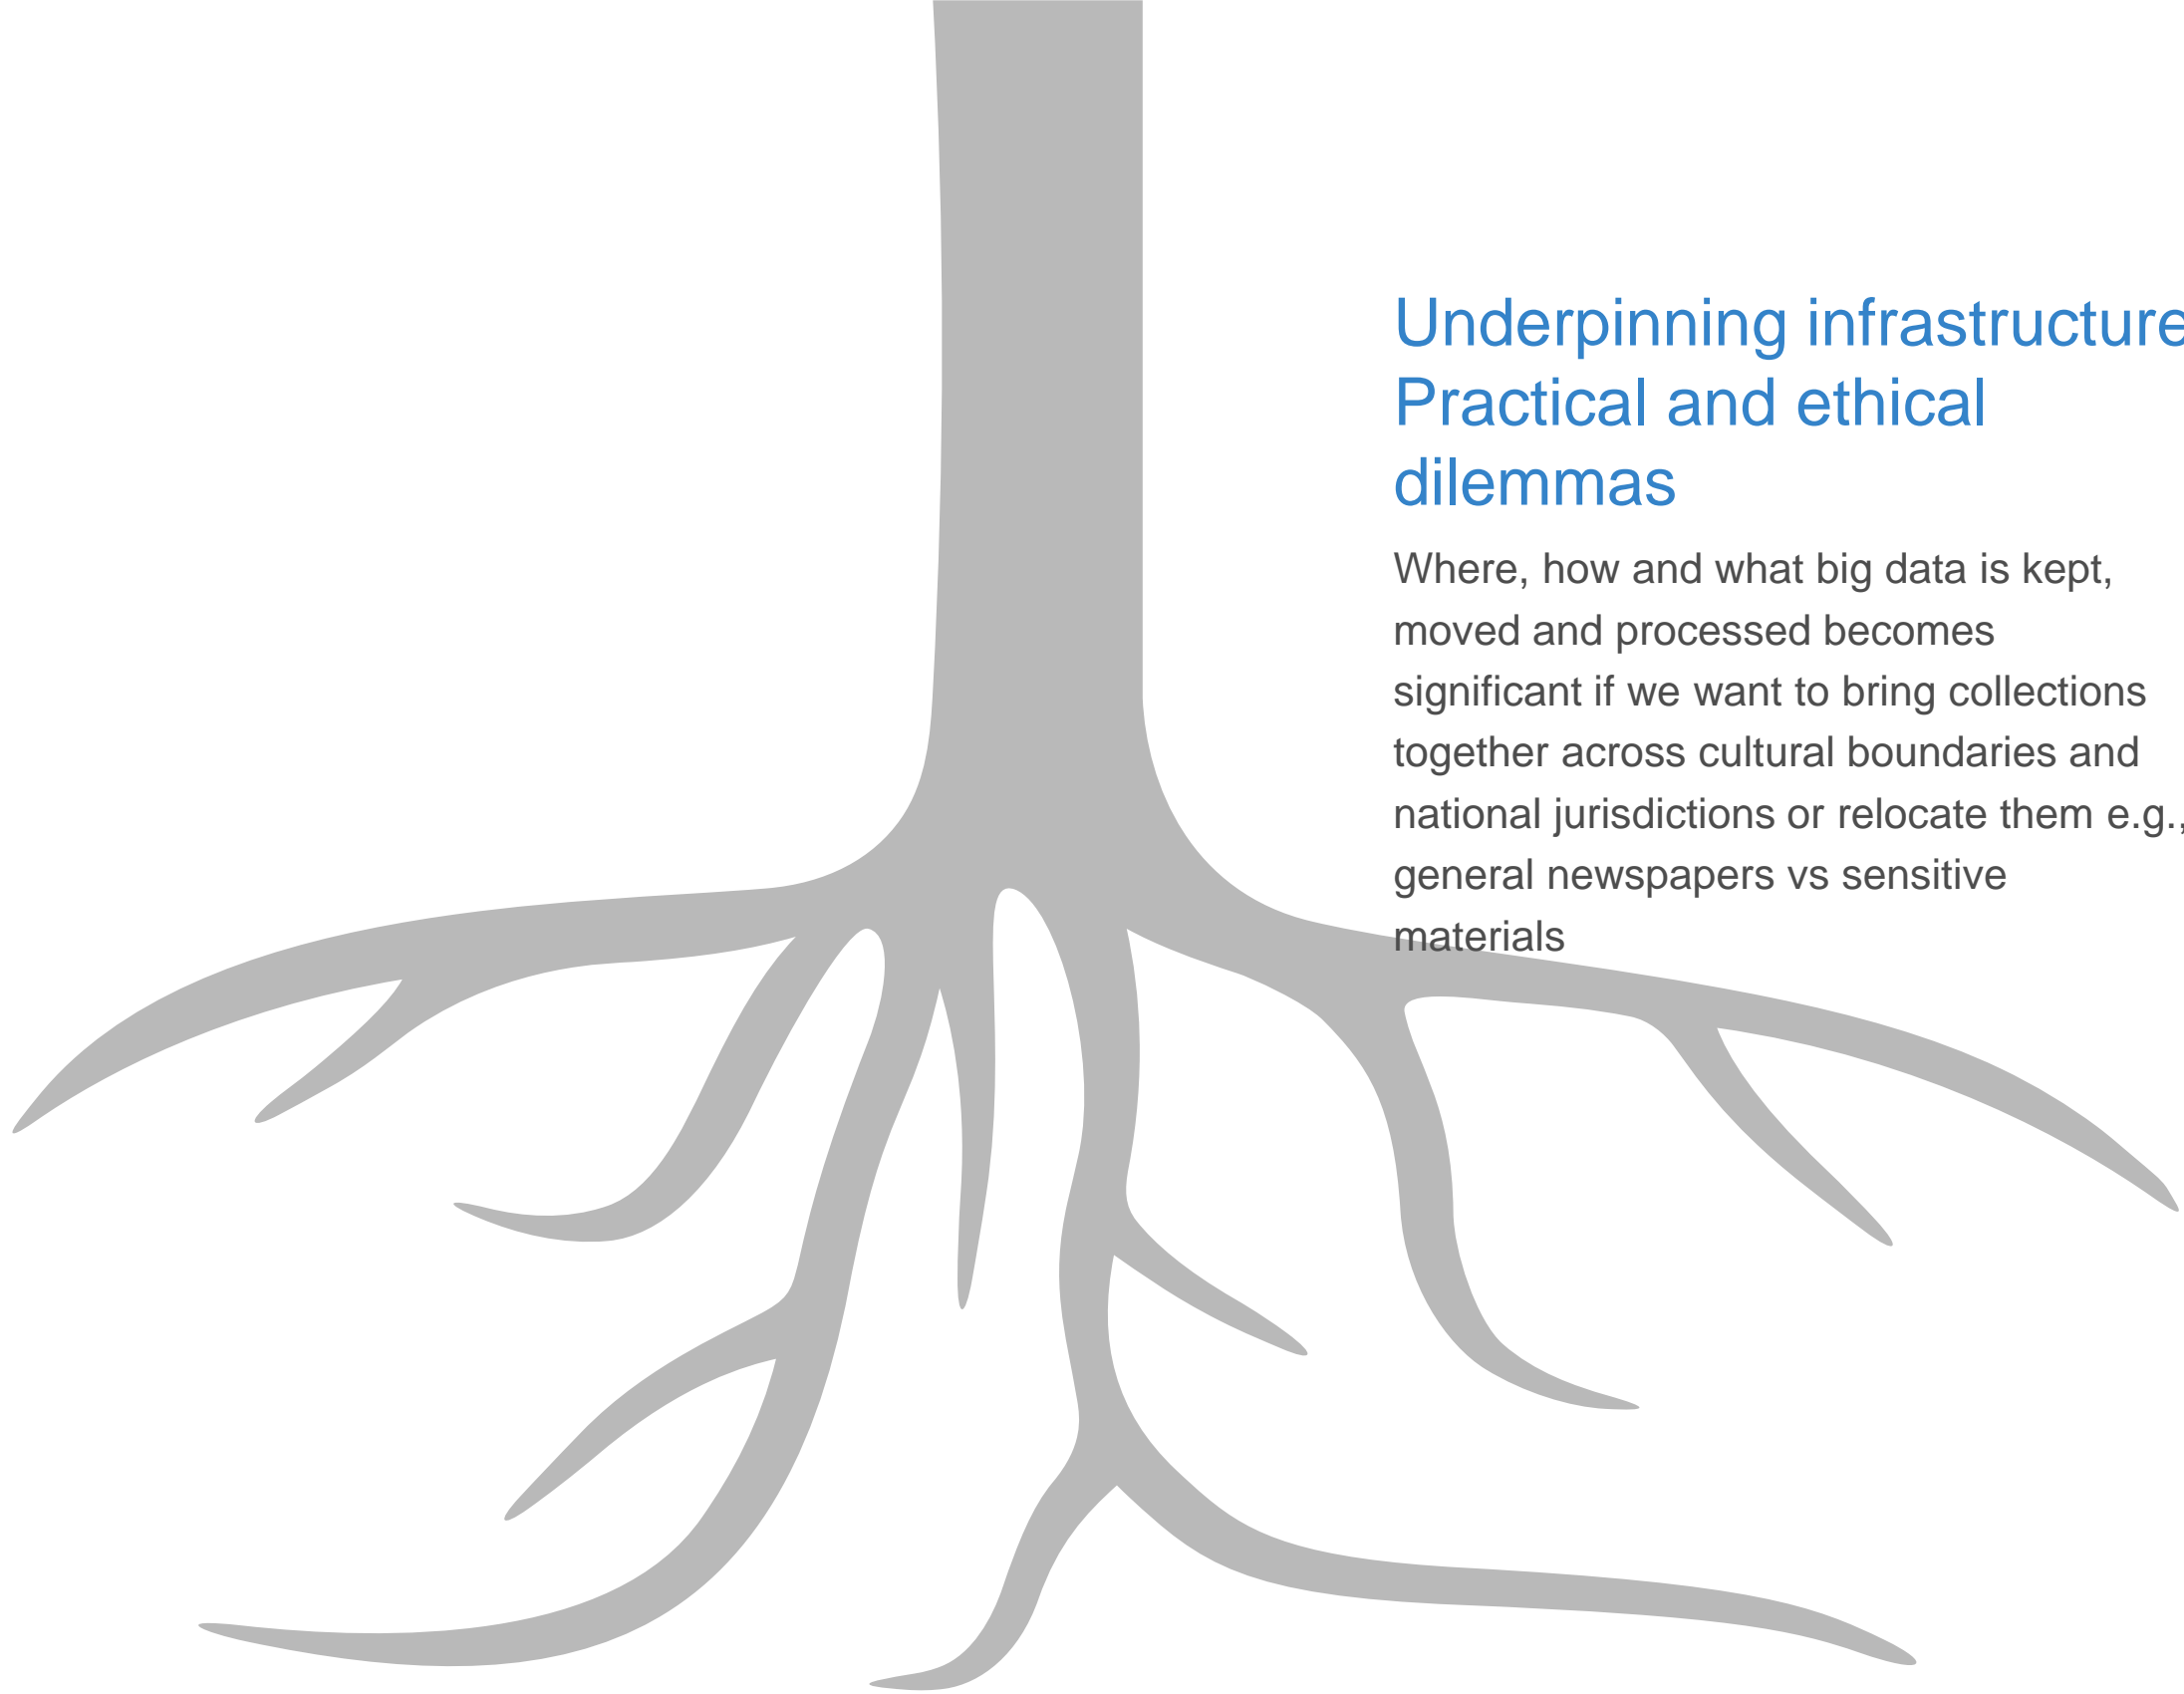 Underpinning infrastructure
Practical and ethical
dilemmas
Where, how and what big data is kept,
moved and processed becomes
significant if we want to bring collections
together across cultural boundaries and
national jurisdictions or relocate them e.g.,
general newspapers vs sensitive
materials